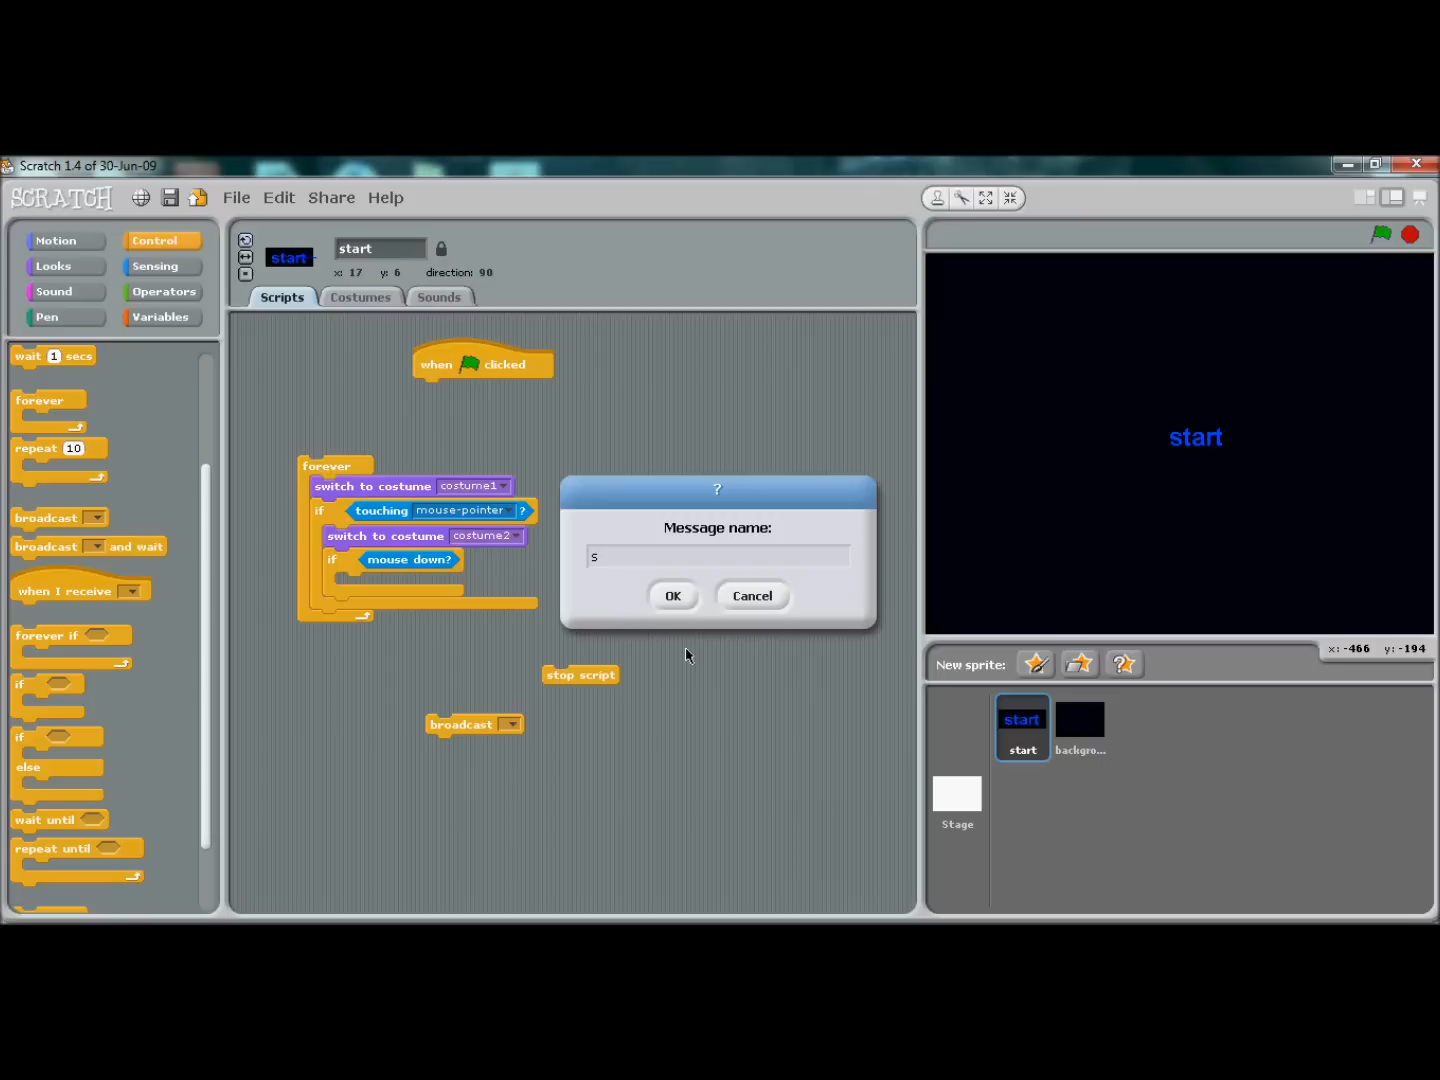 Scratch 1.4 of 30-Jun-09
SCRATCH
File Edit Share Help
Motion Control
Looks Sensing
Sound Operators
Pen Variables
wait 1 secs
forever
repeat 10
broadcast
broadcast and wait
when I receive
forever if
if
if
else
wait until
repeat until
start
start
x: 17 y: 6 direction: 90
Scripts Costumes Sounds
when clicked
forever
switch to costume costume1
if touching mouse-pointer ?
switch to costume costume2
if mouse down?
stop script
broadcast
?
Message name:
s
OK Cancel
start
x: -466 y: -194
New sprite:
start
start
backgro...
Stage